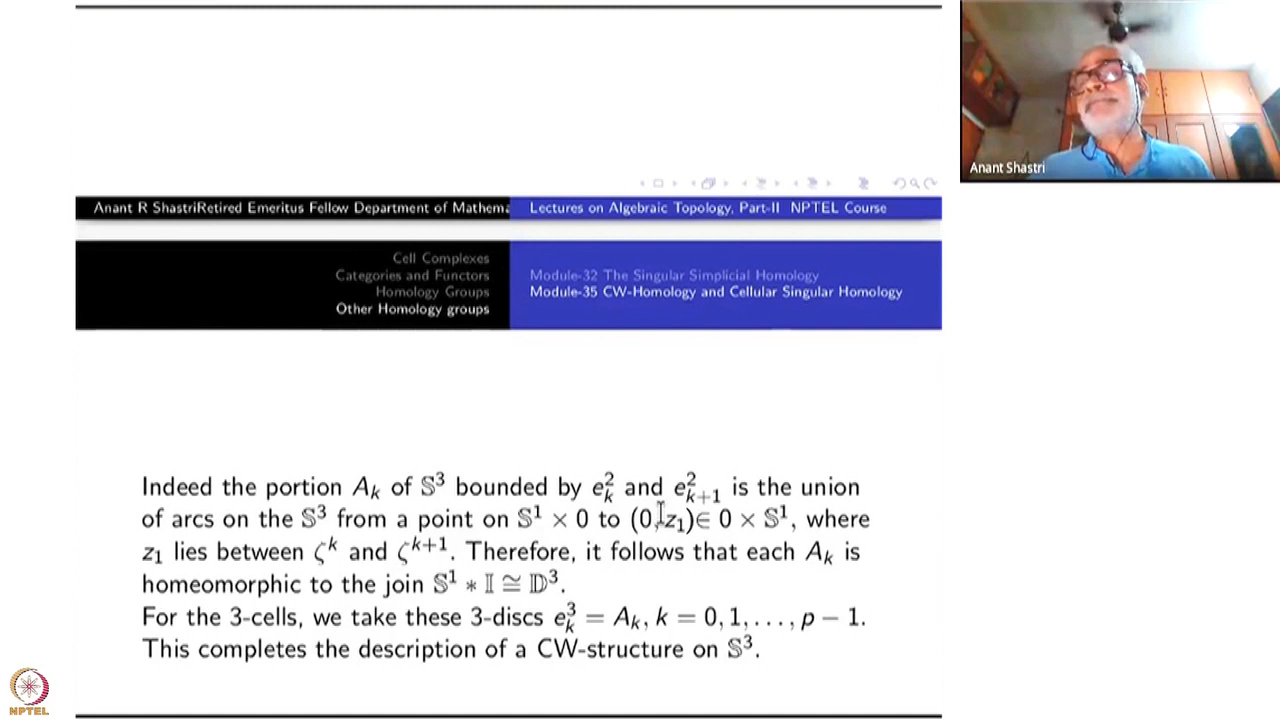 Anant Shastri
Anant R ShastriRetired Emeritus Fellow Department of Mathema
Lectures on Algebraic Topology, Part-II NPTEL Course
Cell Complexes
Categories and Functors
Homology Groups
Other Homology groups
Module-32 The Singular Simplicial Homology
Module-35 CW-Homology and Cellular Singular Homology
Indeed the portion A_k of 𝕊³ bounded by e²_k and e²_{k+1} is the union
of arcs on the 𝕊³ from a point on 𝕊¹ × 0 to (0, z₁)∈ 0 × 𝕊¹, where
z₁ lies between ζ^k and ζ^{k+1}. Therefore, it follows that each A_k is
homeomorphic to the join 𝕊¹ * 𝕀 ≅ 𝔻³.
For the 3-cells, we take these 3-discs e³_k = A_k, k = 0, 1, . . . , p − 1.
This completes the description of a CW-structure on 𝕊³.
NPTEL